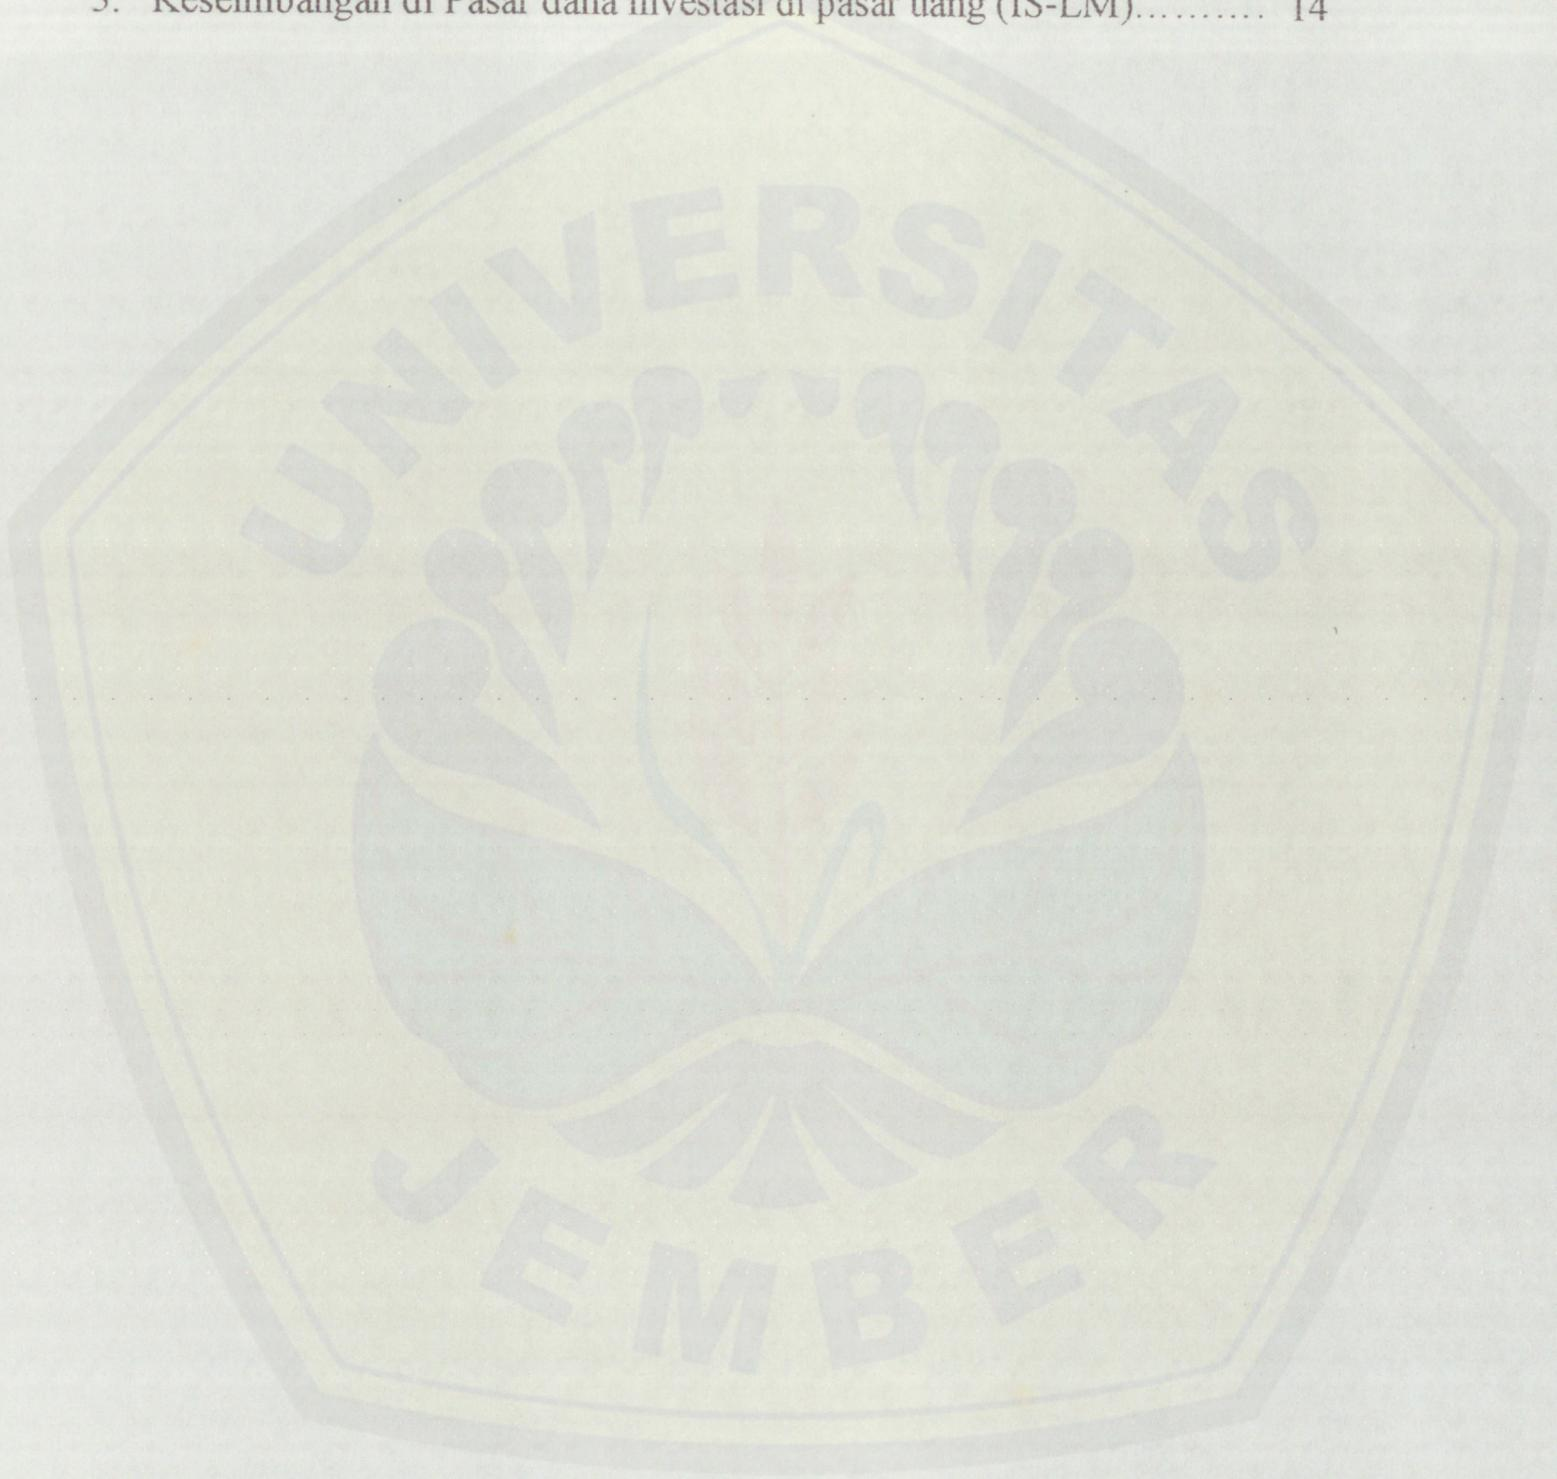 3. Keseimbangan di Pasar dana investasi di pasar uang (IS-LM).......... 14
UNIVERSITAS
JEMBER